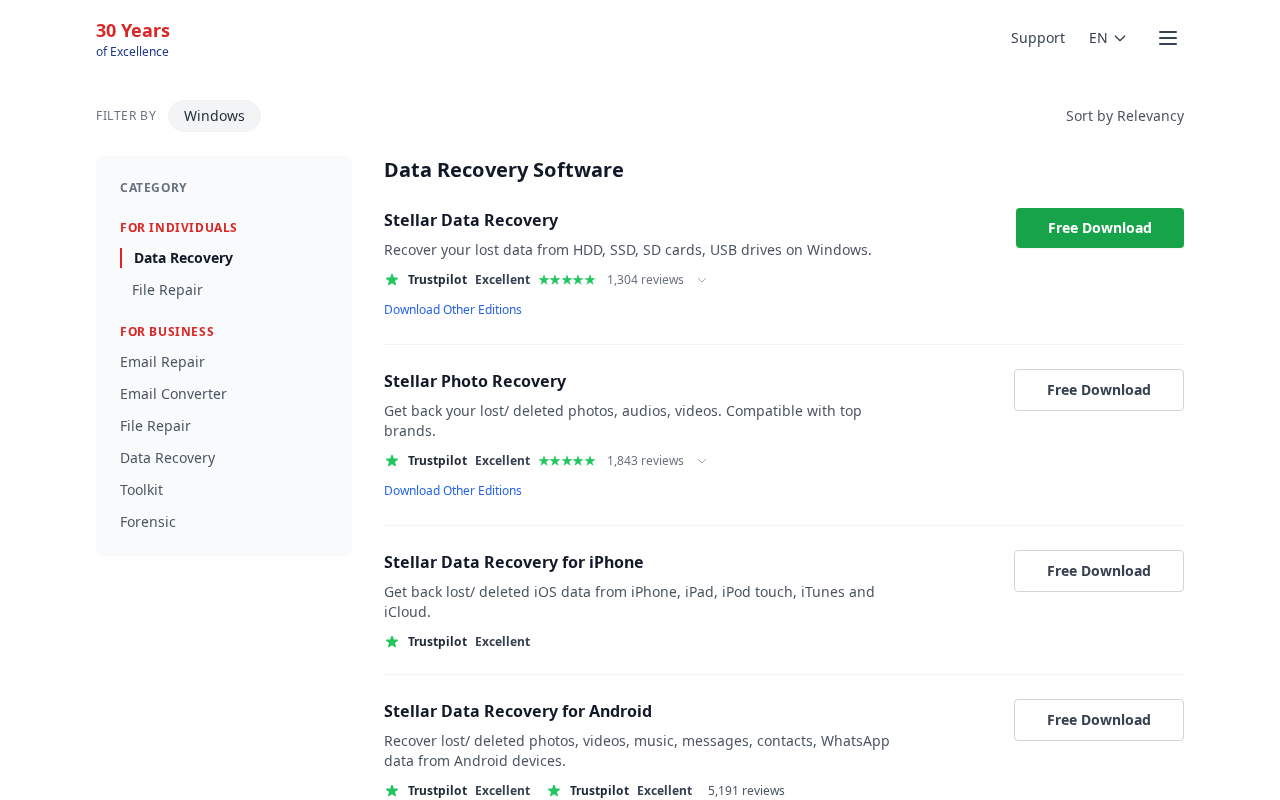 30 Years
of Excellence
Support
EN
FILTER BY
Windows
Sort by Relevancy
CATEGORY
FOR INDIVIDUALS
Data Recovery
File Repair
FOR BUSINESS
Email Repair
Email Converter
File Repair
Data Recovery
Toolkit
Forensic
Data Recovery Software
Stellar Data Recovery
Free Download
Recover your lost data from HDD, SSD, SD cards, USB drives on Windows.
Trustpilot Excellent 1,304 reviews
Download Other Editions
Stellar Photo Recovery
Free Download
Get back your lost/ deleted photos, audios, videos. Compatible with top
brands.
Trustpilot Excellent 1,843 reviews
Download Other Editions
Stellar Data Recovery for iPhone
Free Download
Get back lost/ deleted iOS data from iPhone, iPad, iPod touch, iTunes and
iCloud.
Trustpilot Excellent
Stellar Data Recovery for Android
Free Download
Recover lost/ deleted photos, videos, music, messages, contacts, WhatsApp
data from Android devices.
Trustpilot Excellent Trustpilot Excellent 5,191 reviews